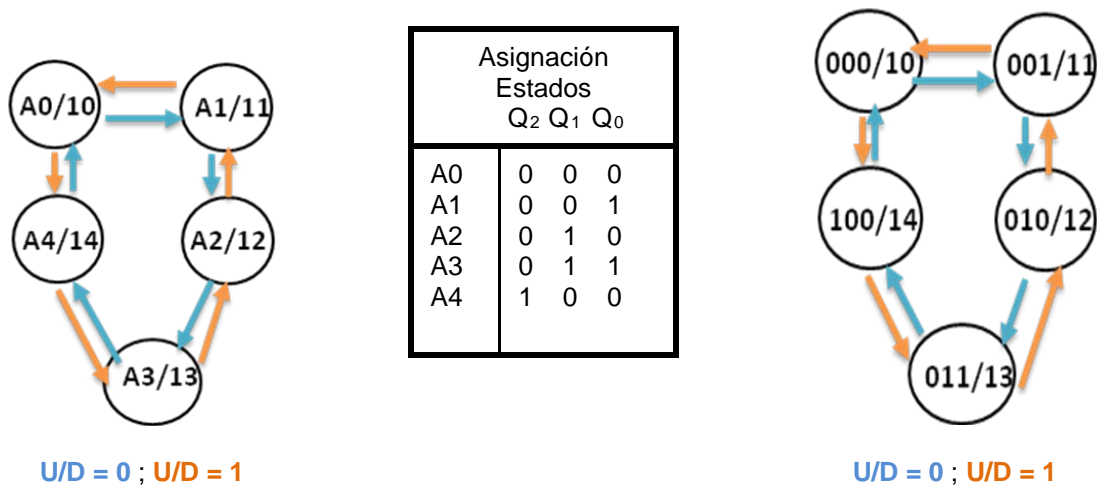 A0/10
A1/11
A4/14
A2/12
A3/13
U/D = 0 ; U/D = 1
Asignación
Estados
Q₂ Q₁ Q₀
A0 0 0 0
A1 0 0 1
A2 0 1 0
A3 0 1 1
A4 1 0 0
000/10
001/11
100/14
010/12
011/13
U/D = 0 ; U/D = 1